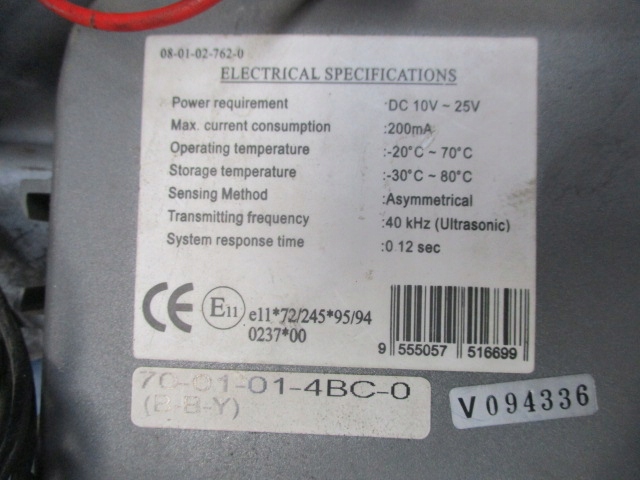 08-01-02-762-0
ELECTRICAL SPECIFICATIONS
Power requirement :DC 10V ~ 25V
Max. current consumption :200mA
Operating temperature :-20°C ~ 70°C
Storage temperature :-30°C ~ 80°C
Sensing Method :Asymmetrical
Transmitting frequency :40 kHz (Ultrasonic)
System response time :0 12 sec
CE E11 e11*72/245*95/94
0237*00
9 555057 516699
70-01-01-4BC-0
(B-B-Y)
V094336